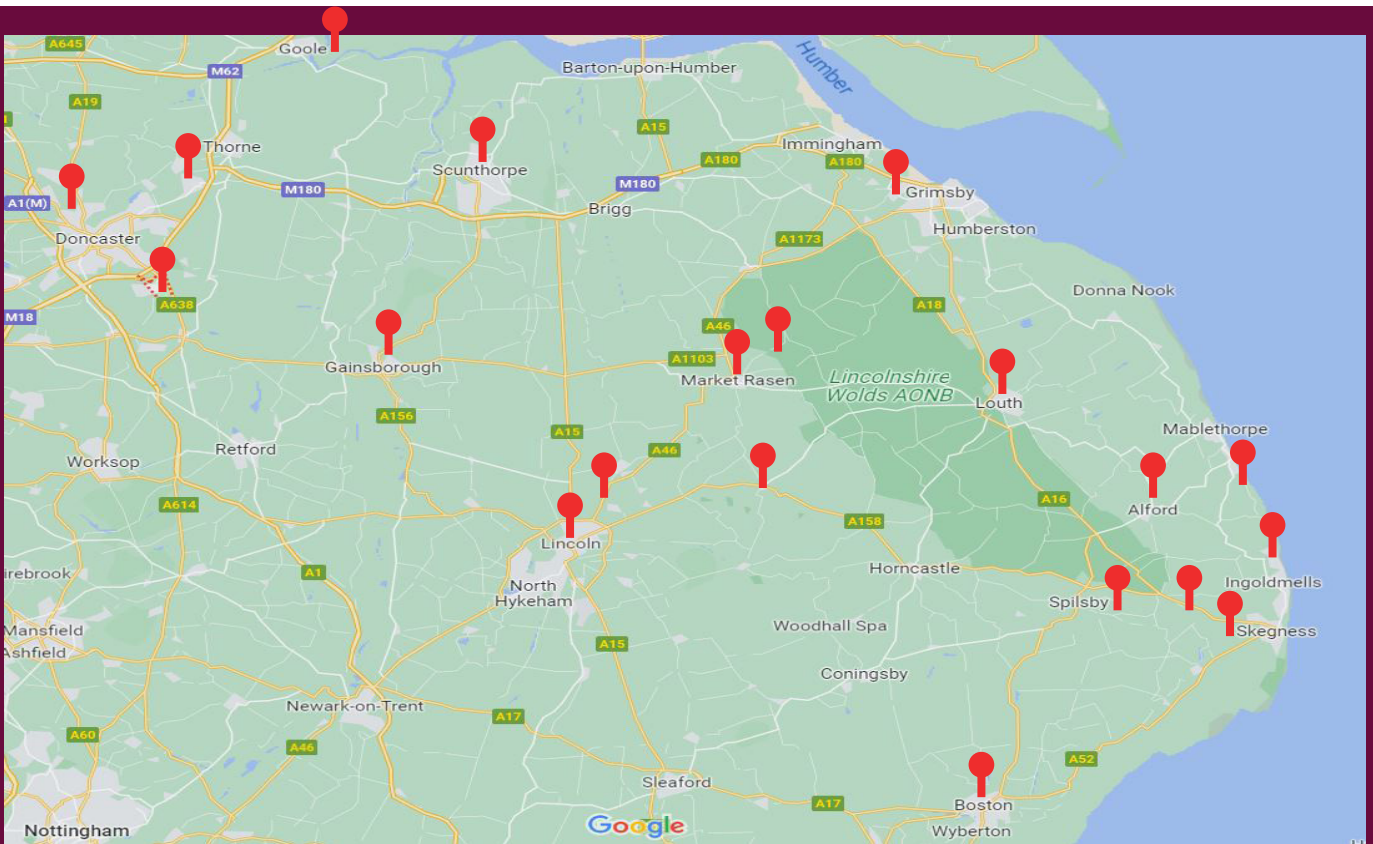 A645
Goole
M62
Barton-upon-Humber
Humber
A19
A15
Thorne
Immingham
A180
A180
Scunthorpe
M180
M180
Grimsby
A1(M)
Brigg
Humberston
Doncaster
A1173
Donna Nook
A638
A18
M18
A46
A1103
Gainsborough
Market Rasen
Lincolnshire
Wolds AONB
Louth
A156
A15
Mablethorpe
Retford
A46
Worksop
A614
A16
Alford
A158
Lincoln
Horncastle
irebrook
A1
North
Hykeham
Ingoldmells
Spilsby
Mansfield
Woodhall Spa
Skegness
Ashfield
A15
Coningsby
Newark-on-Trent
A17
A60
A46
A52
Sleaford
A17
Boston
Google
Nottingham
Wyberton